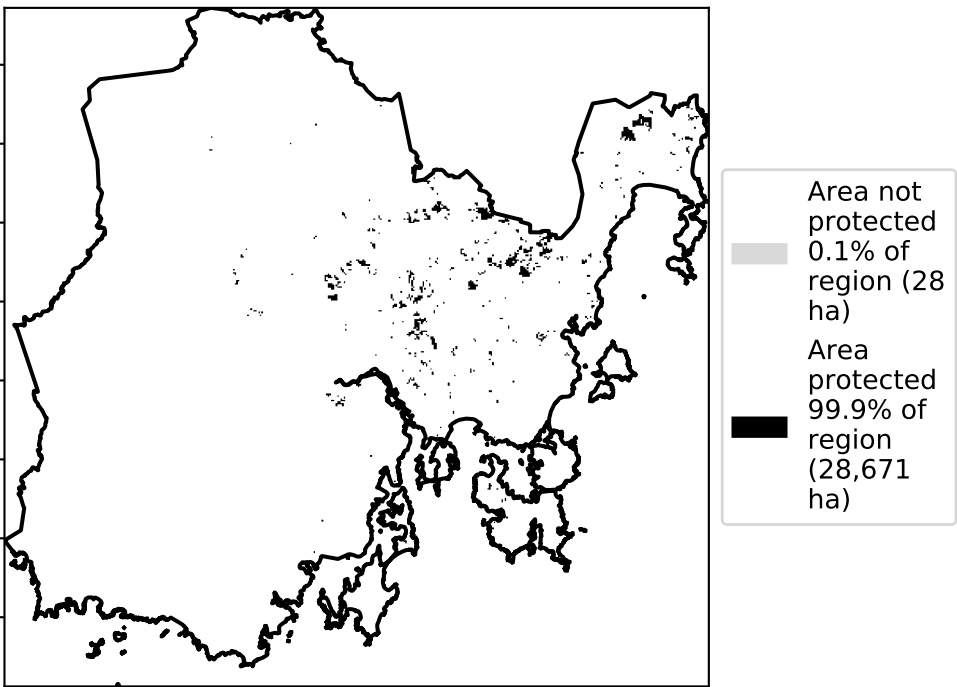 Area not
protected
0.1% of
region (28
ha)
Area
protected
99.9% of
region
(28,671
ha)